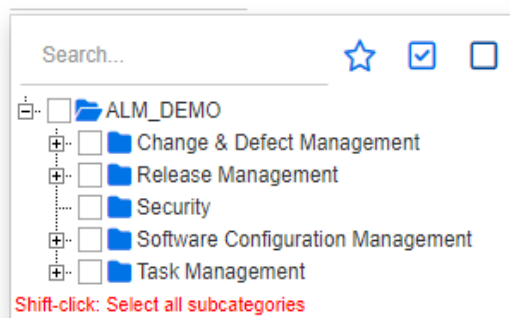 Search...
ALM_DEMO
Change & Defect Management
Release Management
Security
Software Configuration Management
Task Management
Shift-click: Select all subcategories